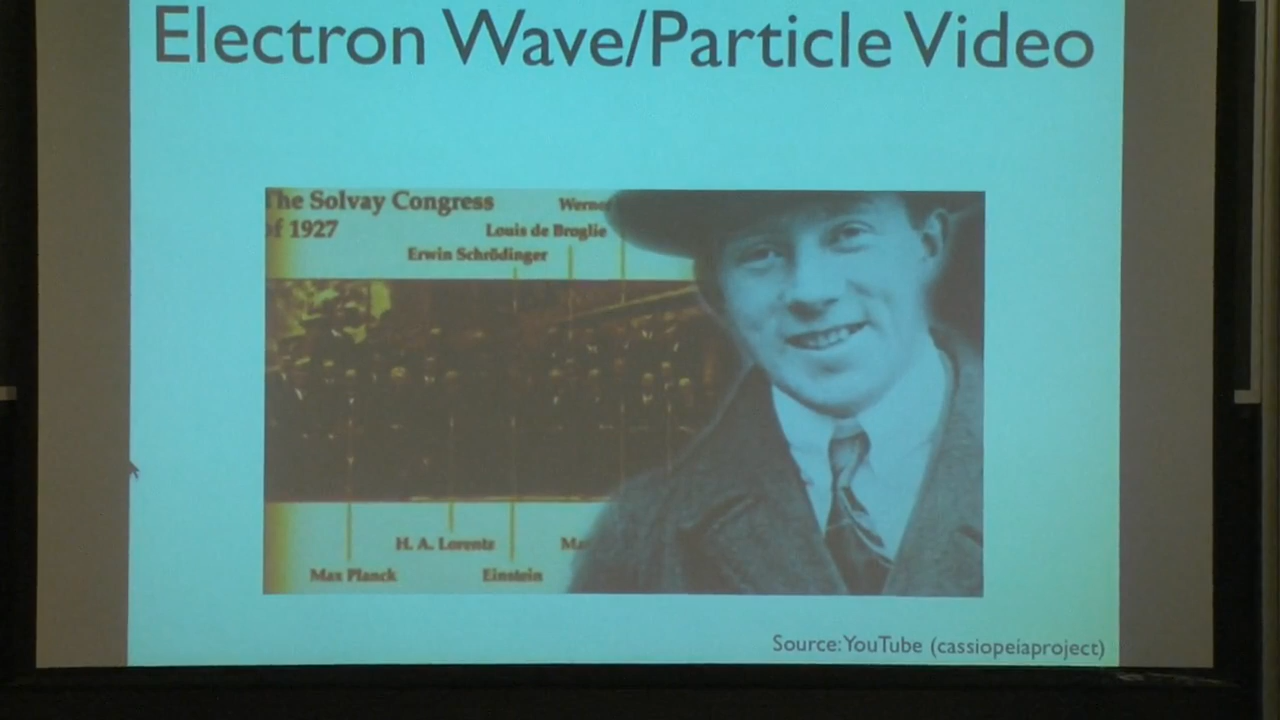 Electron Wave/Particle Video
The Solvay Congress
of 1927
Werner
Louis de Broglie
Erwin Schrödinger
H. A. Lorentz
Max Planck
Einstein
Source: YouTube (cassiopeiaproject)